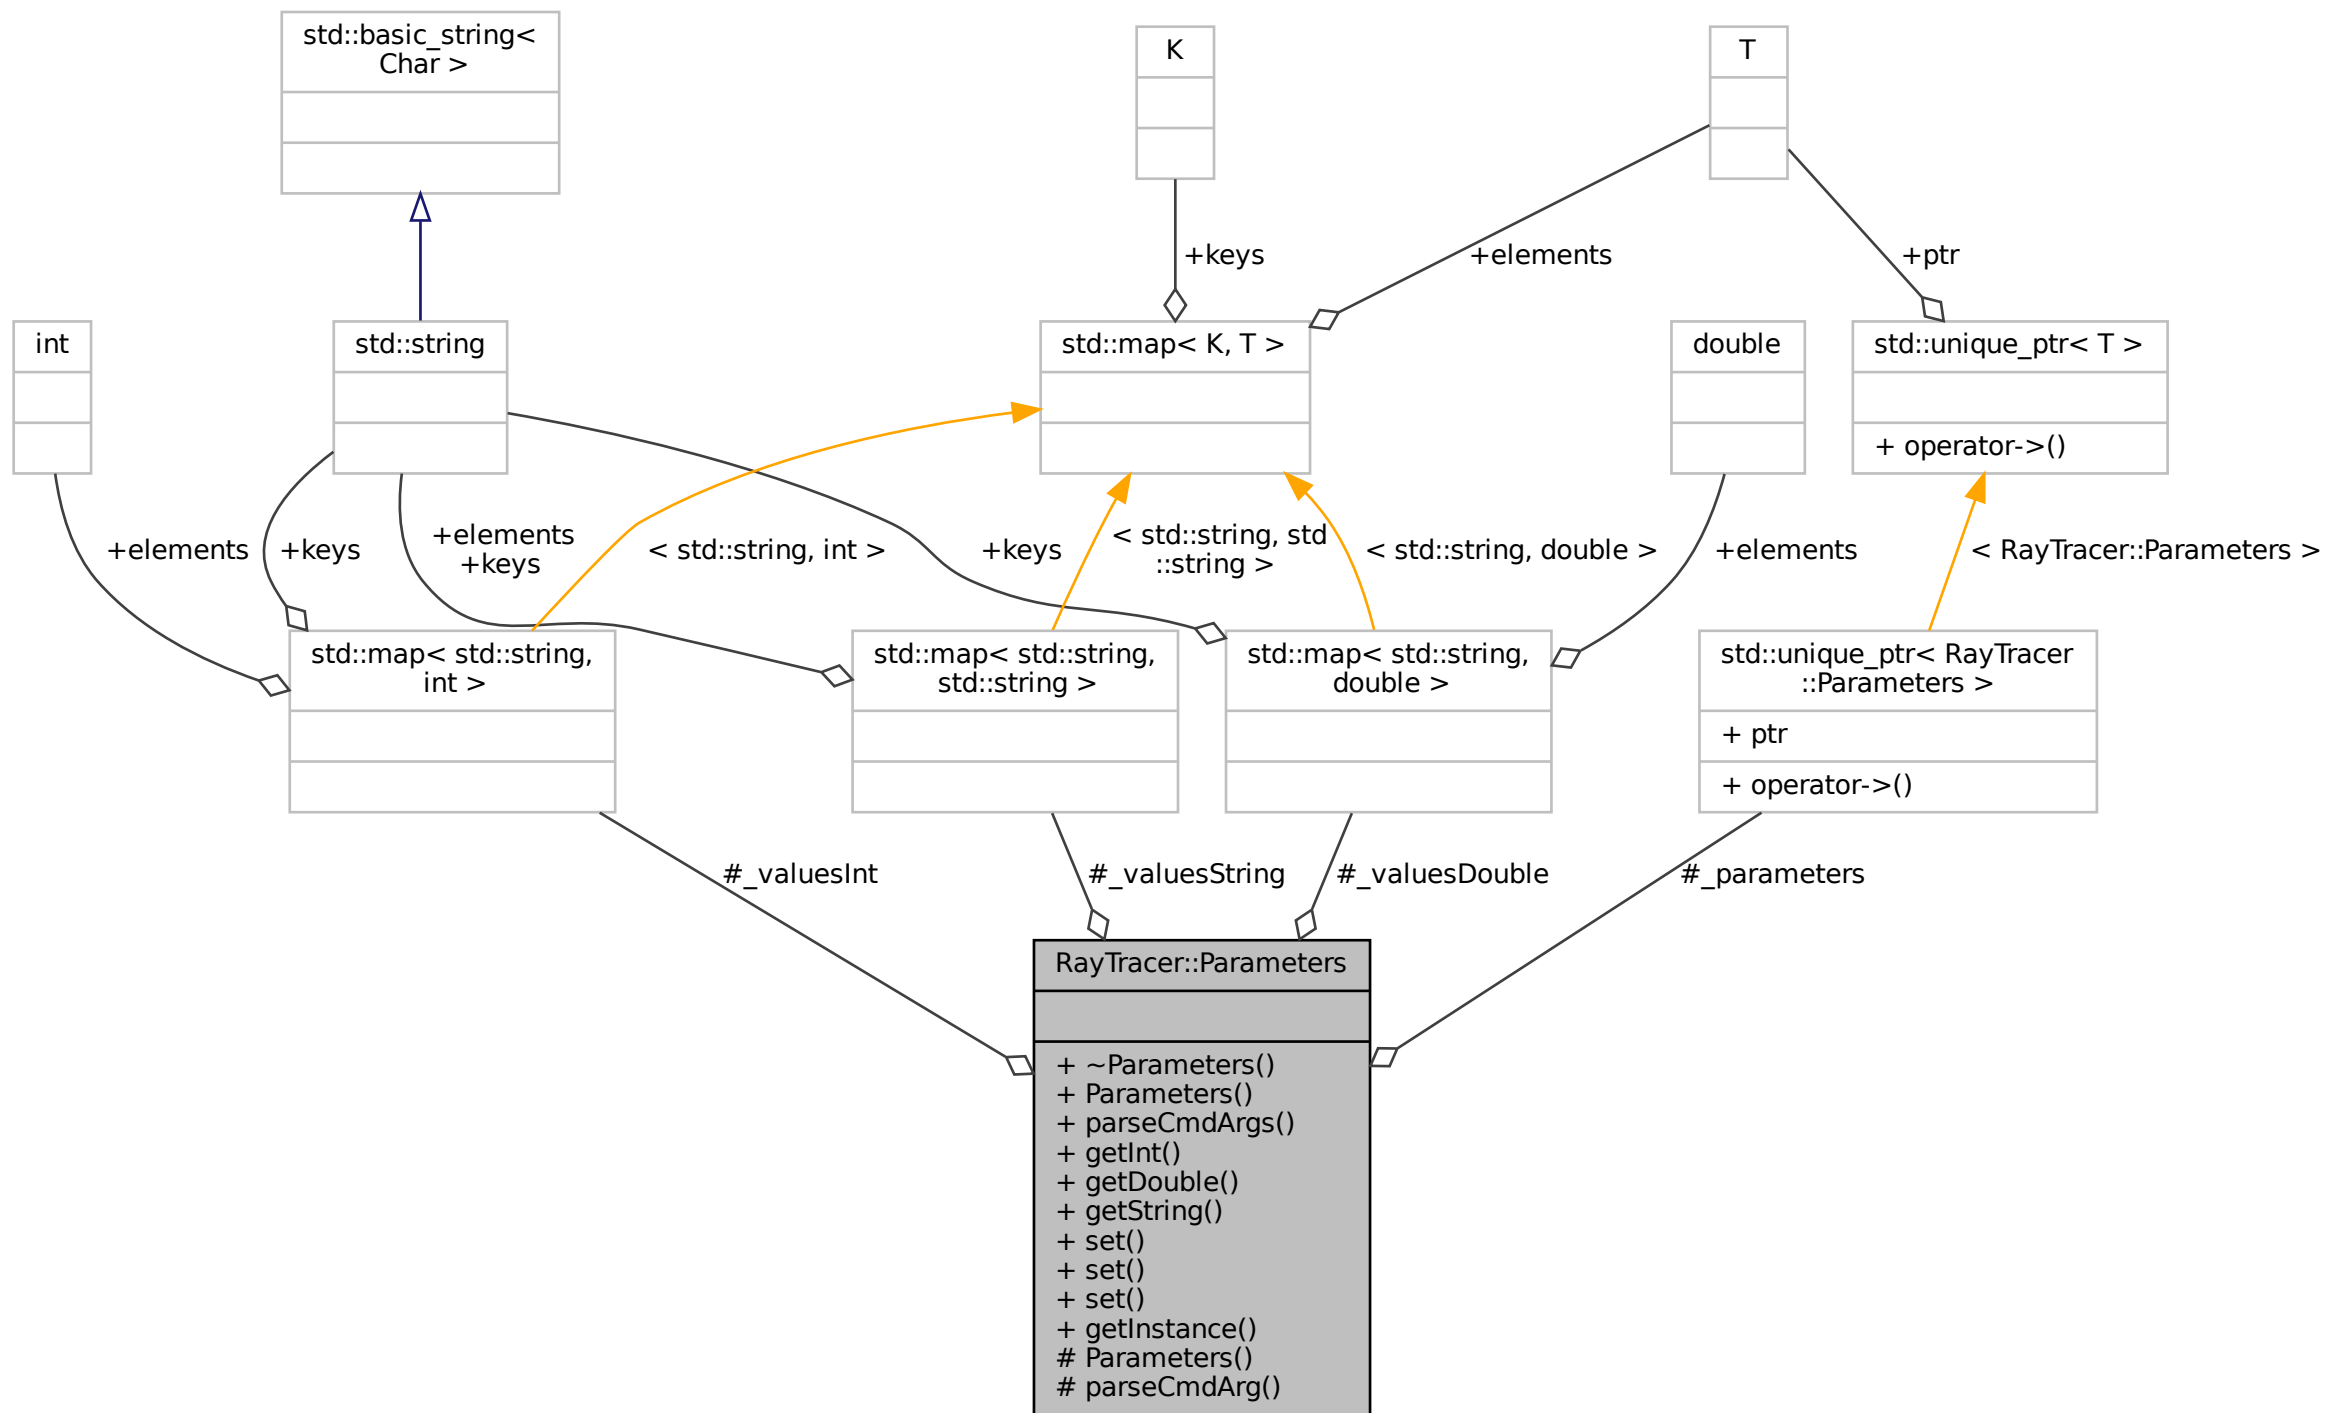 std::basic_string<
Char >
K
T
+keys
+elements
+ptr
int
std::string
std::map< K, T >
double
std::unique_ptr< T >
+ operator->()
+elements
+keys
+elements
+keys
< std::string, int >
+keys
< std::string, std
::string >
< std::string, double >
+elements
< RayTracer::Parameters >
std::map< std::string,
int >
std::map< std::string,
std::string >
std::map< std::string,
double >
std::unique_ptr< RayTracer
::Parameters >
+ ptr
+ operator->()
#_valuesInt
#_valuesString
#_valuesDouble
#_parameters
RayTracer::Parameters
+ ~Parameters()
+ Parameters()
+ parseCmdArgs()
+ getInt()
+ getDouble()
+ getString()
+ set()
+ set()
+ set()
+ getInstance()
# Parameters()
# parseCmdArg()